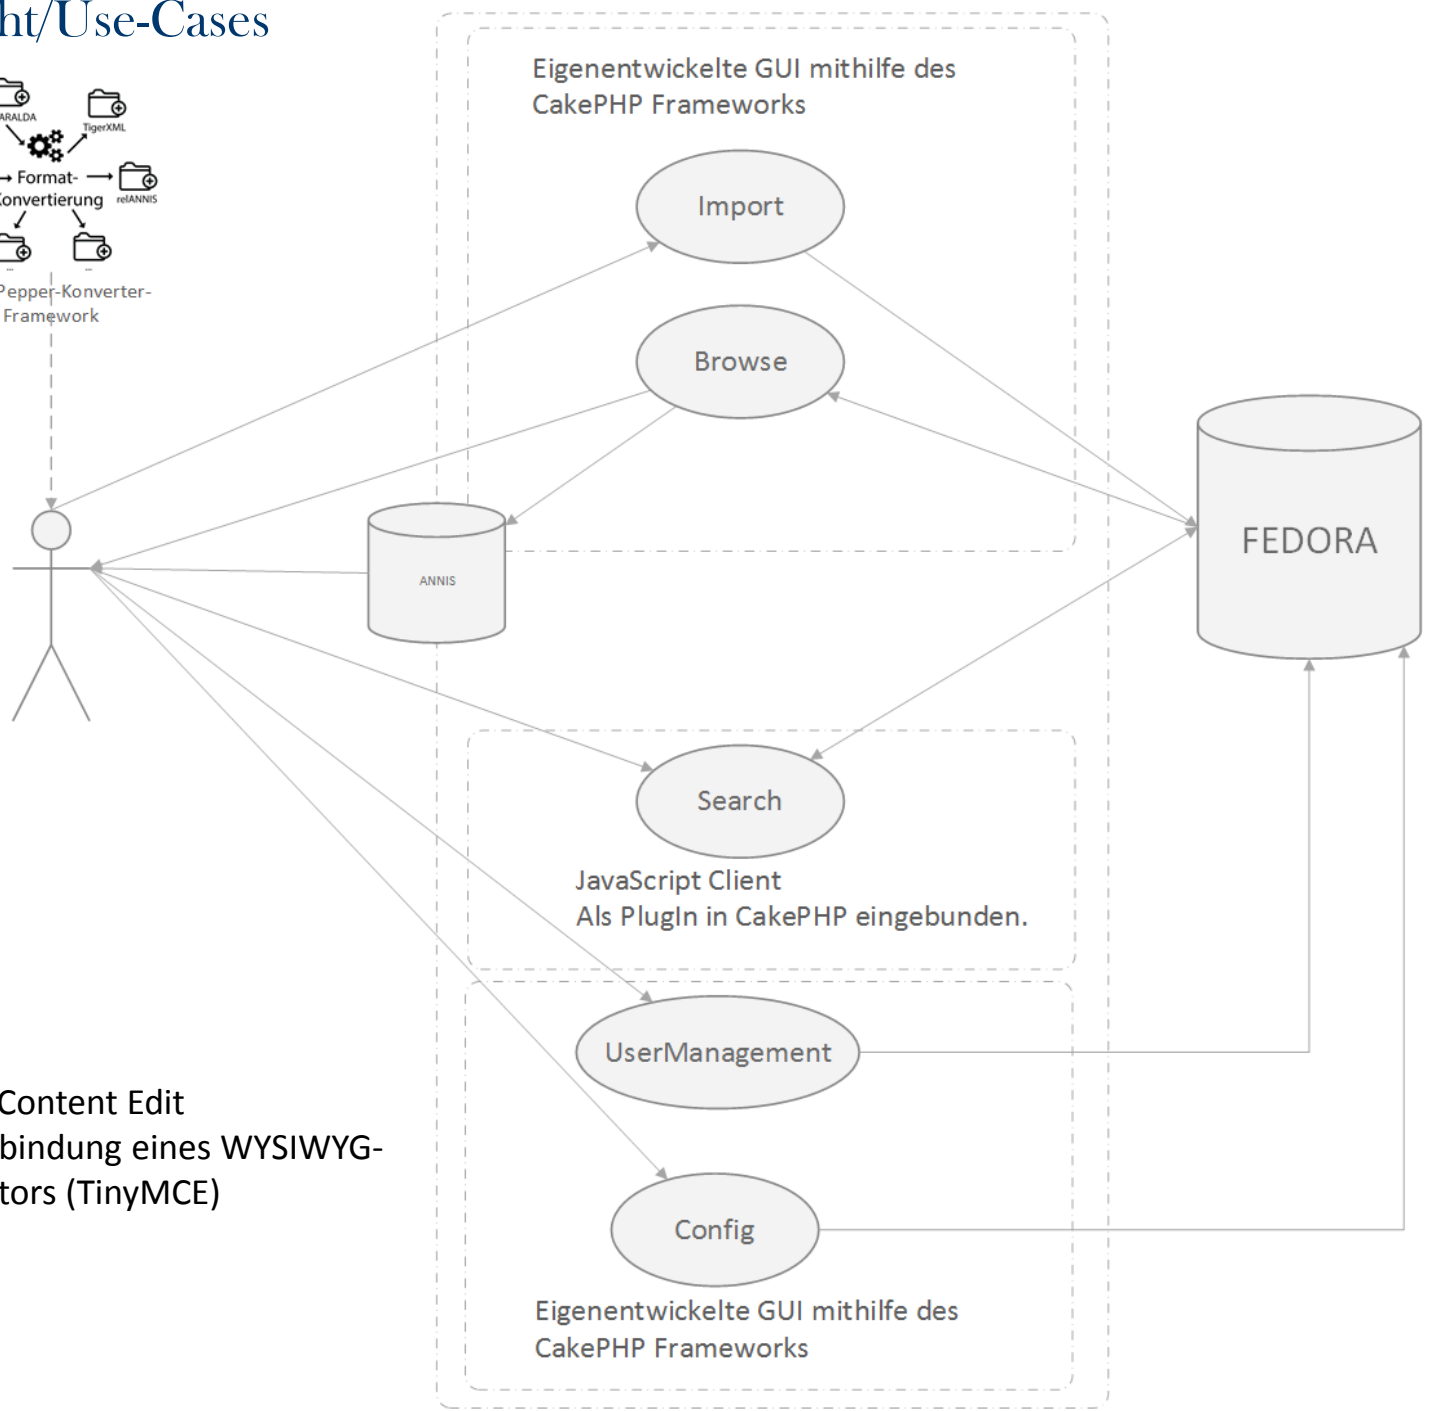 ht/Use-Cases
ARALDA
TigerXML
Format-
Konvertierung
relANNIS
...
...
Pepper-Konverter-
Framework
Eigenentwickelte GUI mithilfe des
CakePHP Frameworks
Import
Browse
ANNIS
FEDORA
Search
JavaScript Client
Als PlugIn in CakePHP eingebunden.
UserManagement
Content Edit
bindung eines WYSIWYG-
tors (TinyMCE)
Config
Eigenentwickelte GUI mithilfe des
CakePHP Frameworks